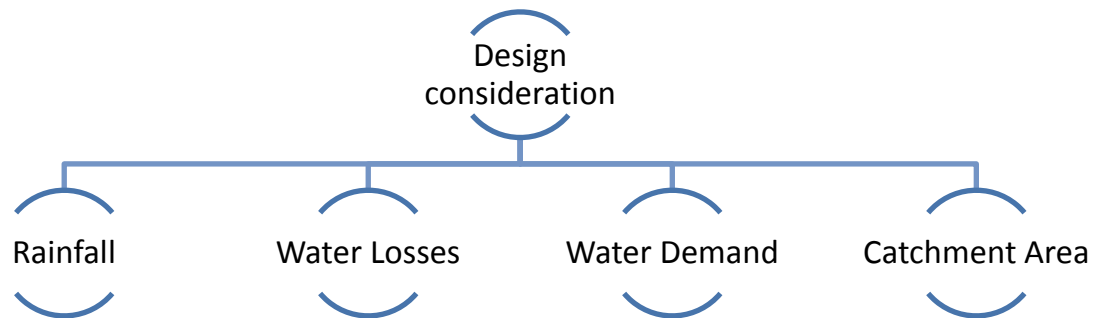 Design
consideration
Rainfall
Water Losses
Water Demand
Catchment Area